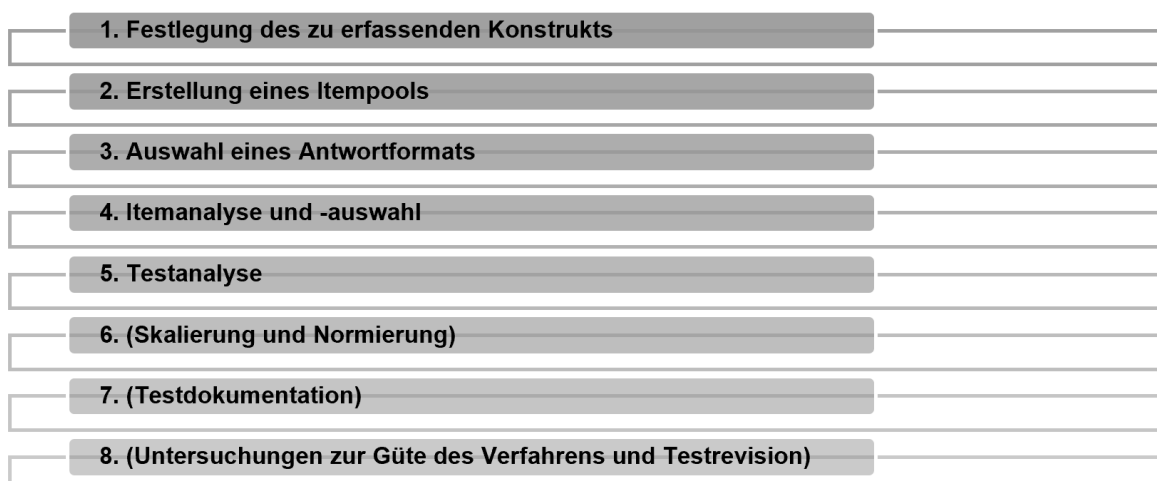 1. Festlegung des zu erfassenden Konstrukts
2. Erstellung eines Itempools
3. Auswahl eines Antwortformats
4. Itemanalyse und -auswahl
5. Testanalyse
6. (Skalierung und Normierung)
7. (Testdokumentation)
8. (Untersuchungen zur Güte des Verfahrens und Testrevision)